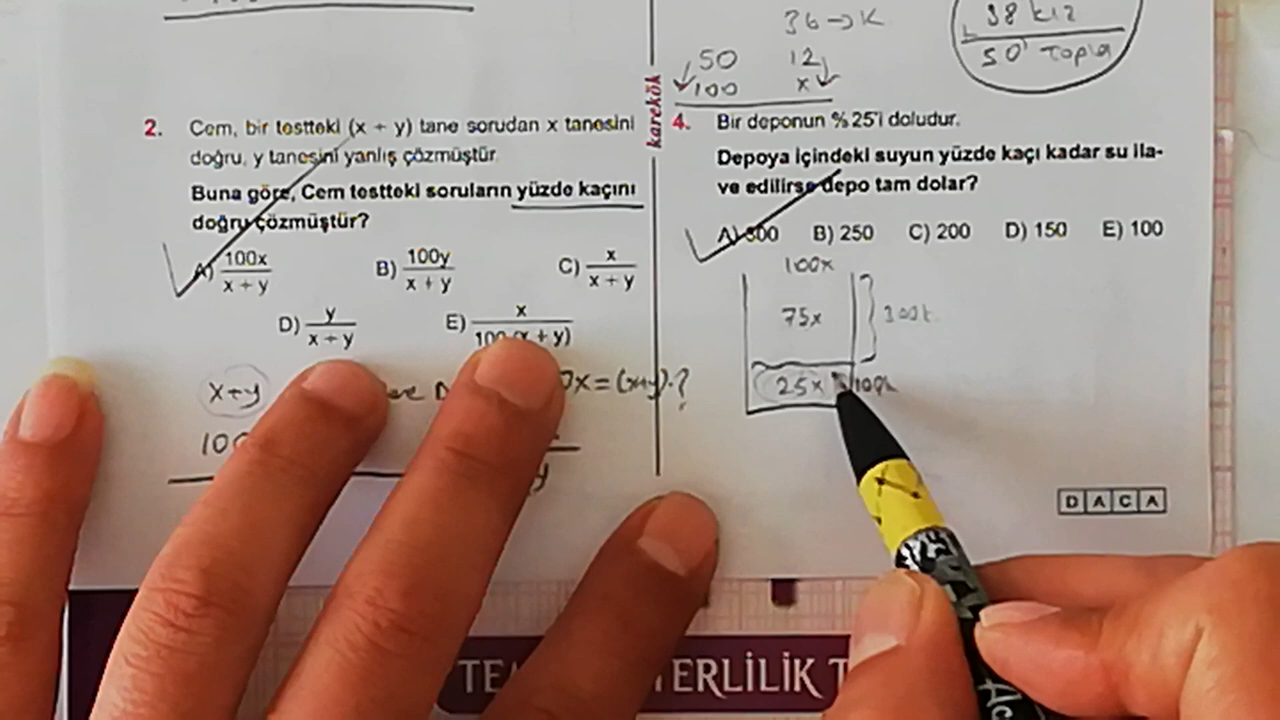 36 → K
50 12
100 x
38 kız
50
karekök
2. Cem, bir testteki (x + y) tane sorudan x tanesini
doğru, y tanesini yanlış çözmüştür.
Buna göre, Cem testteki soruların yüzde kaçını
doğru çözmüştür?
A) 100x / x + y B) 100y / x + y C) x / x + y
D) y / x + y E) x / 100 (x + y)
x+y
= (x+y).?
4. Bir deponun % 25'i doludur.
Depoya içindeki suyun yüzde kaçı kadar su ila-
ve edilirse depo tam dolar?
A) 300 B) 250 C) 200 D) 150 E) 100
100x
75x
25x
D A C A